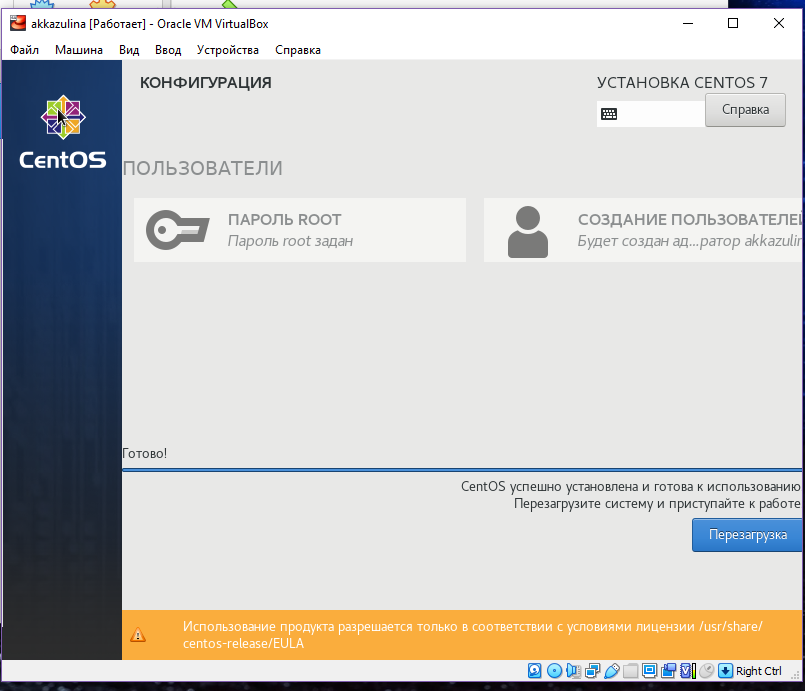 akkazulina [Работает] - Oracle VM VirtualBox
Файл Машина Вид Ввод Устройства Справка
КОНФИГУРАЦИЯ
УСТАНОВКА CENTOS 7
Справка
CentOS
ПОЛЬЗОВАТЕЛИ
ПАРОЛЬ ROOT
Пароль root задан
СОЗДАНИЕ ПОЛЬЗОВАТЕЛЕЙ
Будет создан ад...ратор akkazulin
Готово!
CentOS успешно установлена и готова к использованию
Перезагрузите систему и приступайте к работе
Перезагрузка
Использование продукта разрешается только в соответствии с условиями лицензии /usr/share/
centos-release/EULA
Right Ctrl